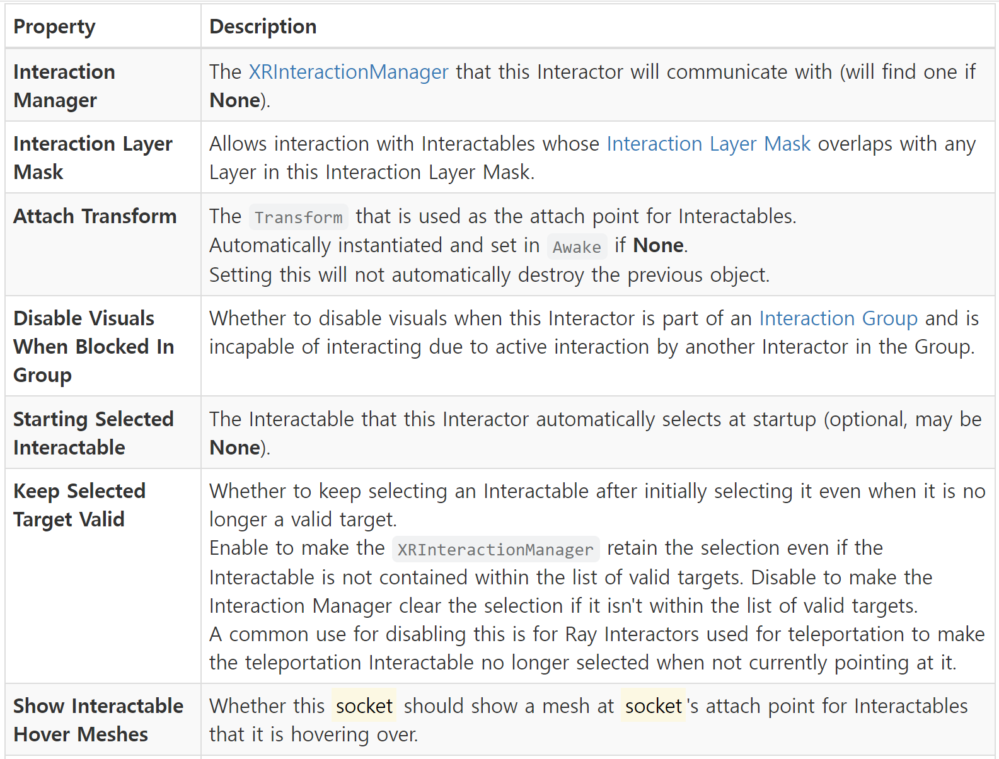 Property
Description
Interaction
Manager
The XRInteractionManager that this Interactor will communicate with (will find one if
None).
Interaction Layer
Mask
Allows interaction with Interactables whose Interaction Layer Mask overlaps with any
Layer in this Interaction Layer Mask.
Attach Transform
The Transform that is used as the attach point for Interactables.
Automatically instantiated and set in Awake if None.
Setting this will not automatically destroy the previous object.
Disable Visuals
When Blocked In
Group
Whether to disable visuals when this Interactor is part of an Interaction Group and is
incapable of interacting due to active interaction by another Interactor in the Group.
Starting Selected
Interactable
The Interactable that this Interactor automatically selects at startup (optional, may be
None).
Keep Selected
Target Valid
Whether to keep selecting an Interactable after initially selecting it even when it is no
longer a valid target.
Enable to make the XRInteractionManager retain the selection even if the
Interactable is not contained within the list of valid targets. Disable to make the
Interaction Manager clear the selection if it isn't within the list of valid targets.
A common use for disabling this is for Ray Interactors used for teleportation to make
the teleportation Interactable no longer selected when not currently pointing at it.
Show Interactable
Hover Meshes
Whether this socket should show a mesh at socket's attach point for Interactables
that it is hovering over.